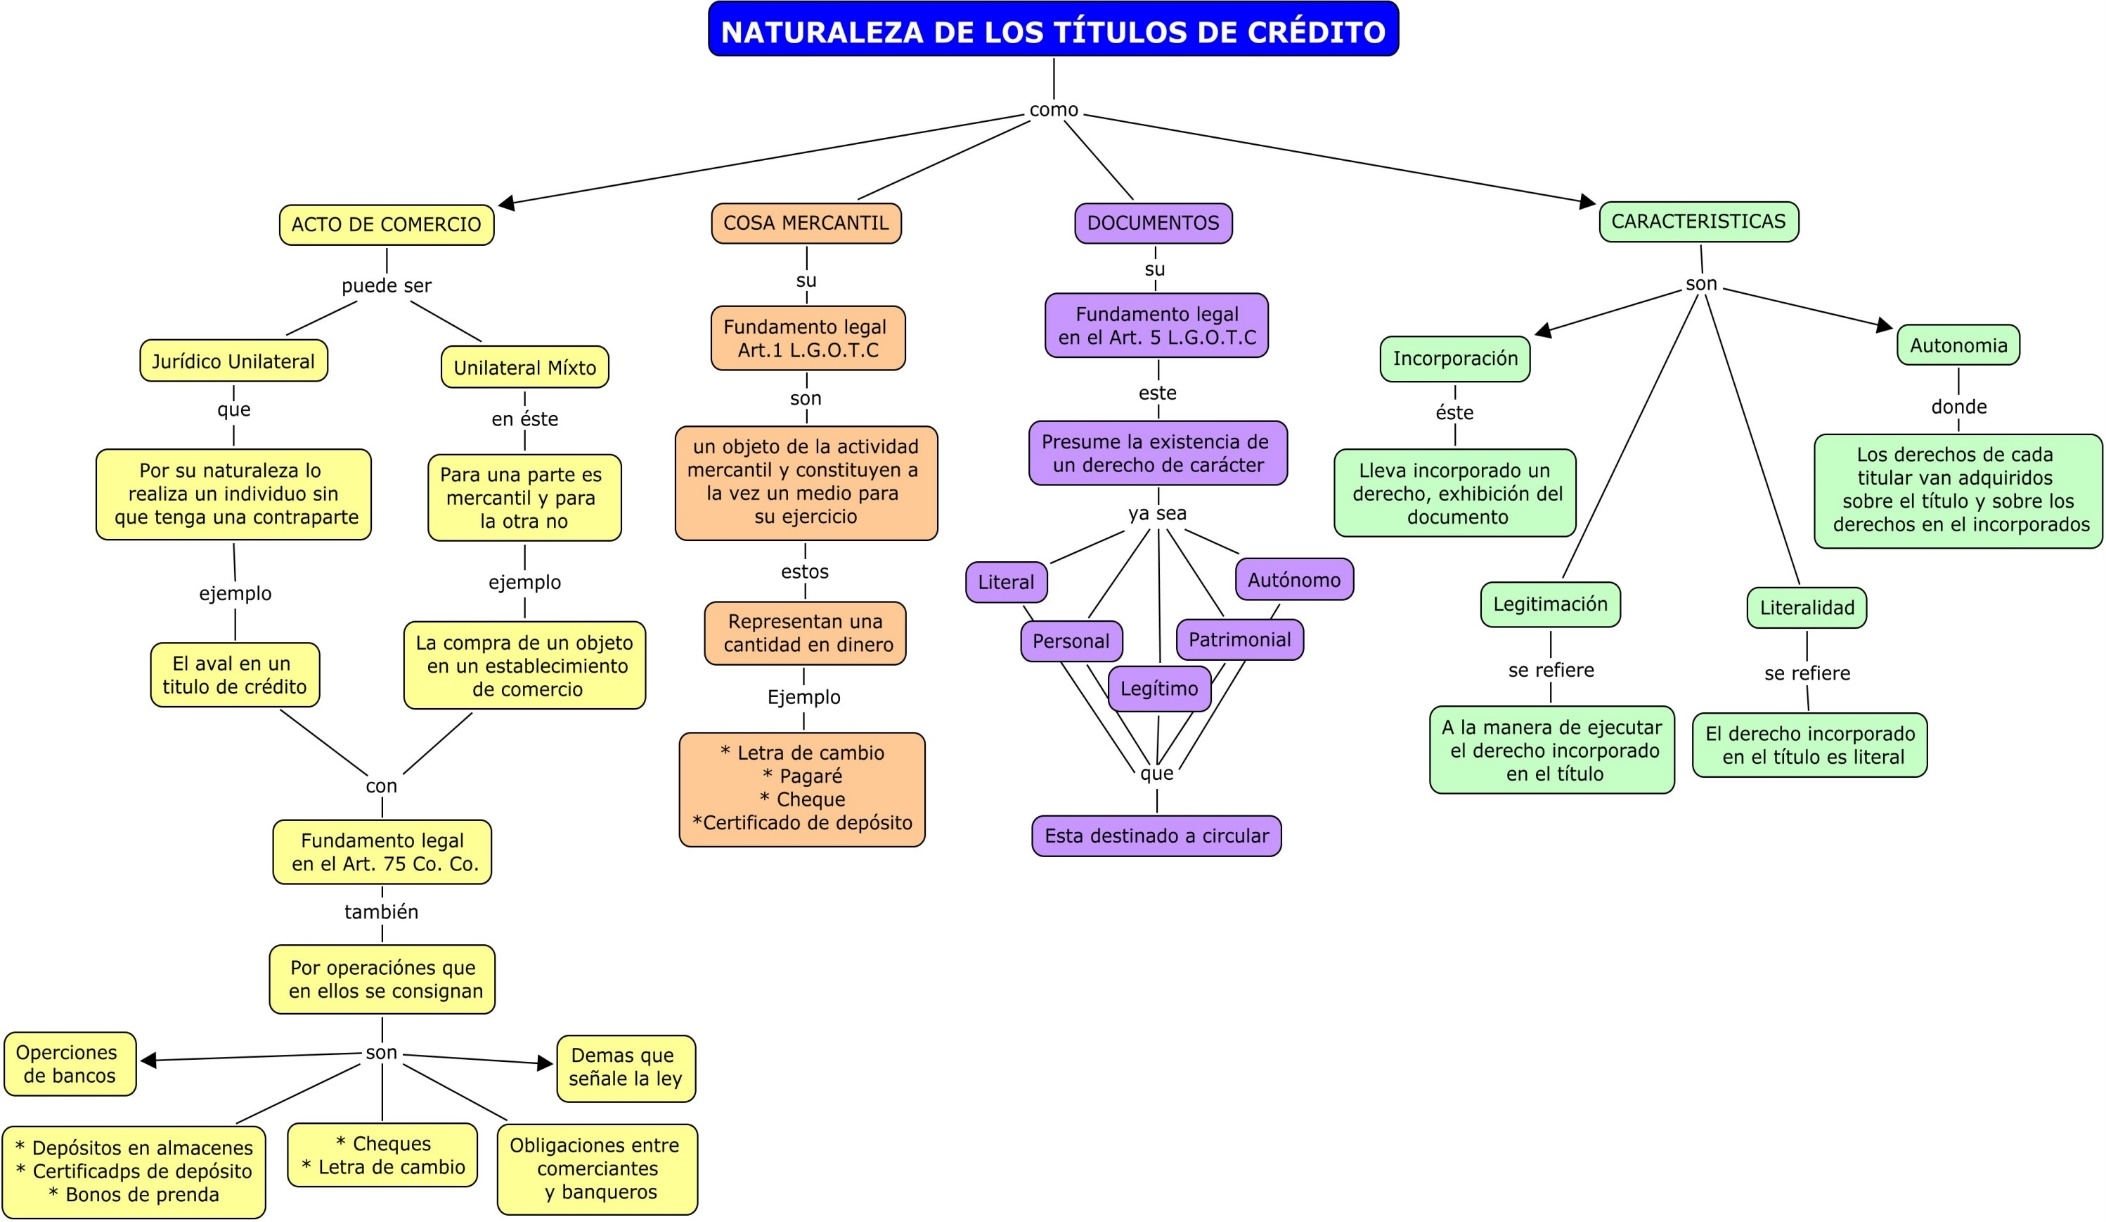 NATURALEZA DE LOS TÍTULOS DE CRÉDITO
como
ACTO DE COMERCIO
puede ser
Jurídico Unilateral
que
Por su naturaleza lo
realiza un individuo sin
que tenga una contraparte
ejemplo
El aval en un
titulo de crédito
Unilateral Míxto
en éste
Para una parte es
mercantil y para
la otra no
ejemplo
La compra de un objeto
en un establecimiento
de comercio
con
Fundamento legal
en el Art. 75 Co. Co.
también
Por operaciónes que
en ellos se consignan
son
Operciones
de bancos
* Depósitos en almacenes
* Certificadps de depósito
* Bonos de prenda
* Cheques
* Letra de cambio
Obligaciones entre
comerciantes
y banqueros
Demas que
señale la ley
COSA MERCANTIL
su
Fundamento legal
Art.1 L.G.O.T.C
son
un objeto de la actividad
mercantil y constituyen a
la vez un medio para
su ejercicio
estos
Representan una
cantidad en dinero
Ejemplo
* Letra de cambio
* Pagaré
* Cheque
*Certificado de depósito
DOCUMENTOS
su
Fundamento legal
en el Art. 5 L.G.O.T.C
este
Presume la existencia de
un derecho de carácter
ya sea
Literal
Personal
Legítimo
Patrimonial
Autónomo
que
Esta destinado a circular
CARACTERISTICAS
son
Incorporación
éste
Lleva incorporado un
derecho, exhibición del
documento
Legitimación
se refiere
A la manera de ejecutar
el derecho incorporado
en el título
Literalidad
se refiere
El derecho incorporado
en el título es literal
Autonomia
donde
Los derechos de cada
titular van adquiridos
sobre el título y sobre los
derechos en el incorporados